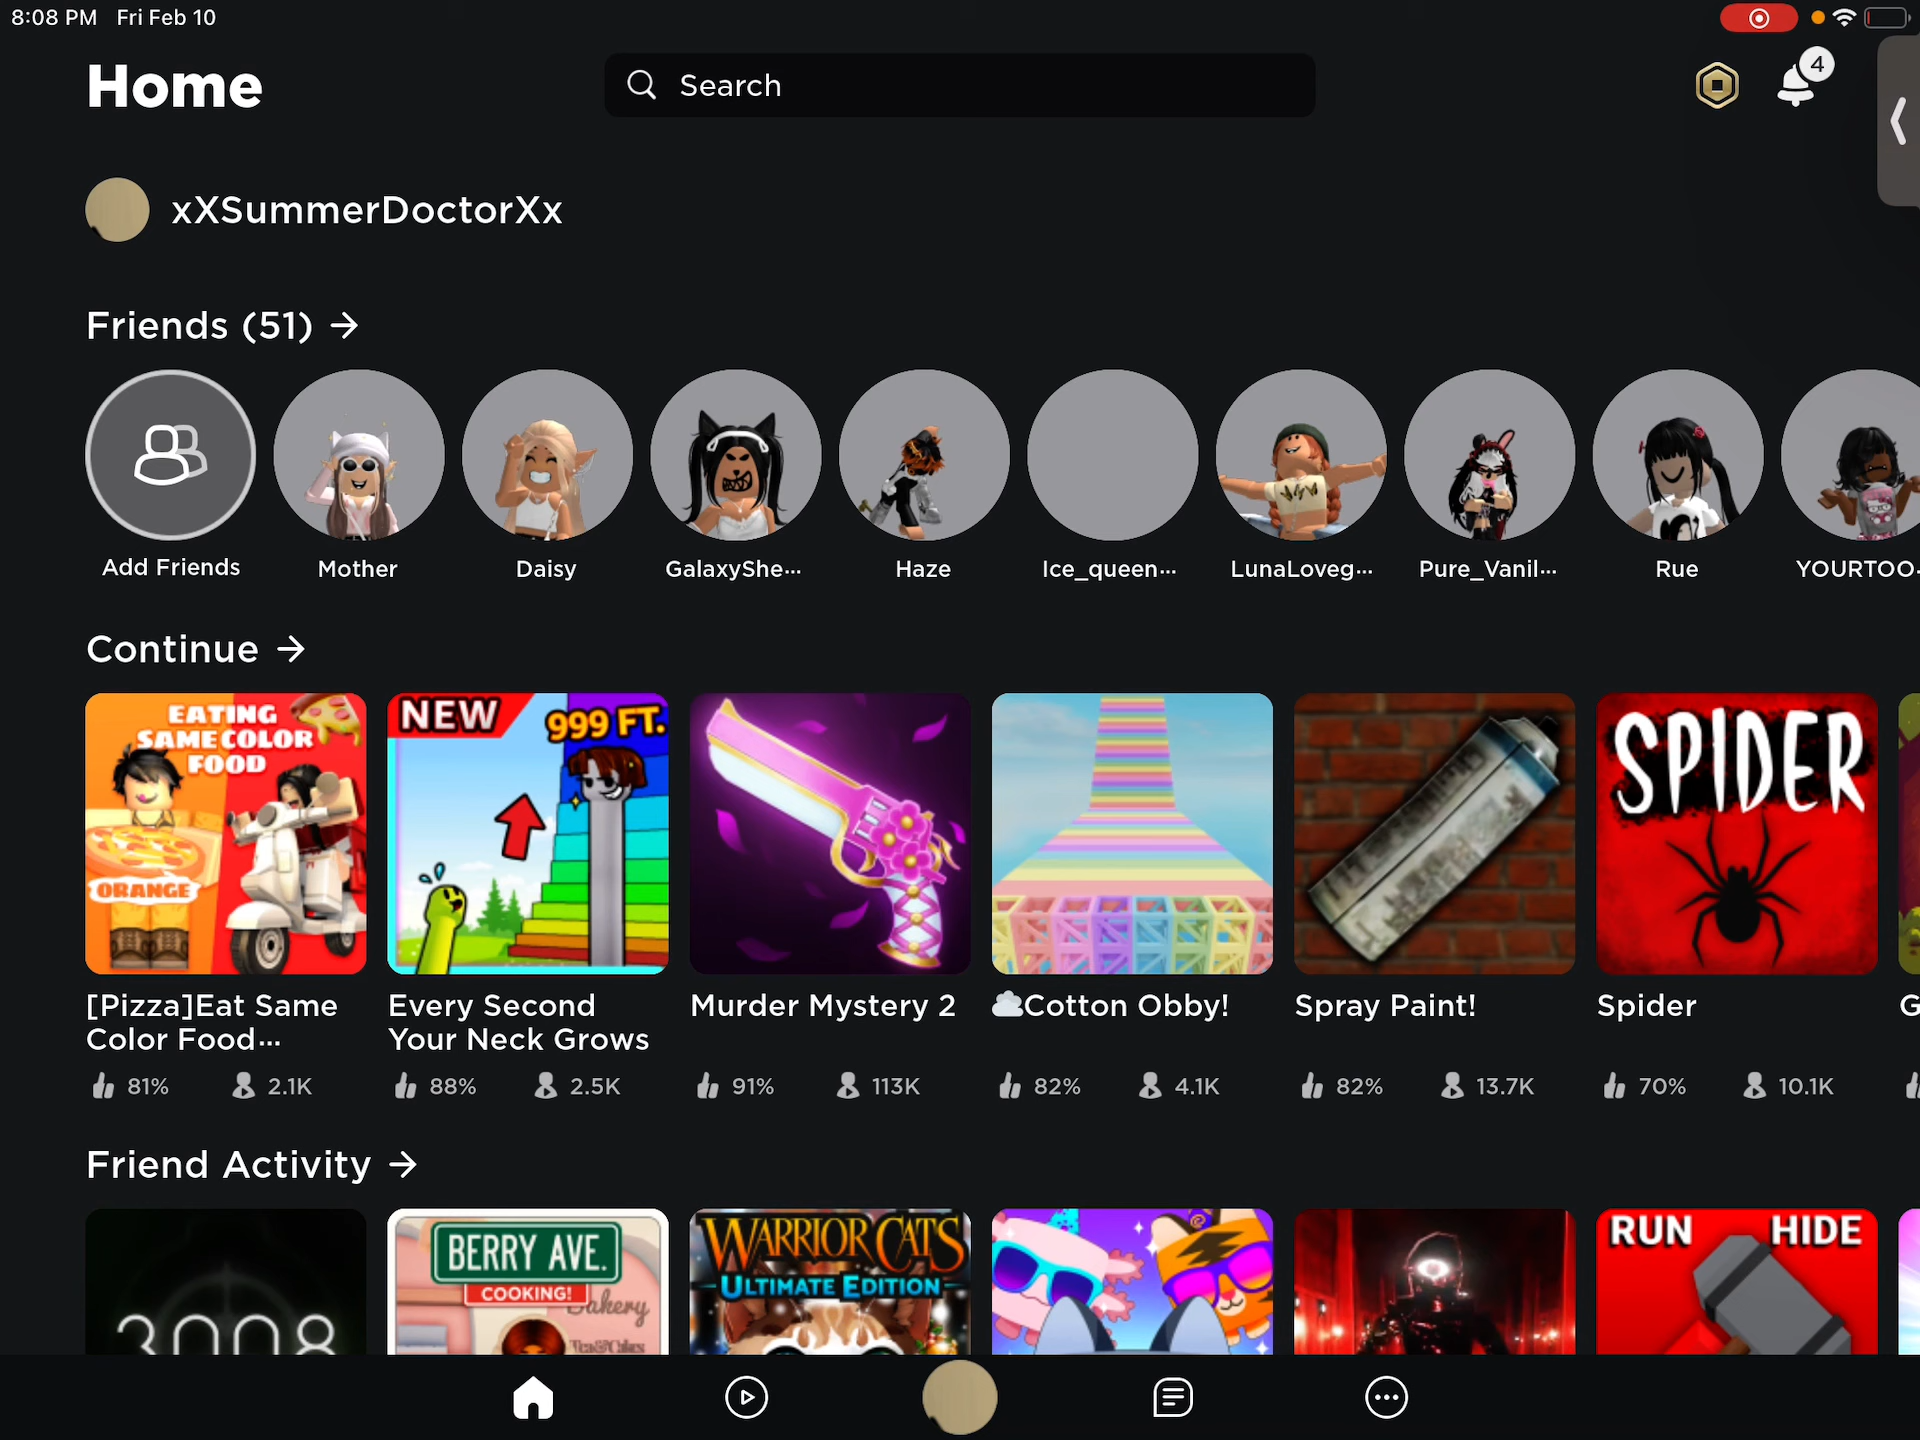 8:08 PM Fri Feb 10
Home
Search
4
xXSummerDoctorXx
Friends (51) →
Add Friends Mother Daisy GalaxyShe... Haze Ice_queen... LunaLoveg... Pure_Vanil... Rue YOURTOO
Continue →
EATING
SAME COLOR
FOOD
ORANGE
NEW
999 FT.
SPIDER
[Pizza]Eat Same
Color Food...
Every Second
Your Neck Grows
Murder Mystery 2
☁Cotton Obby!
Spray Paint!
Spider
G
81% 2.1K 88% 2.5K 91% 113K 82% 4.1K 82% 13.7K 70% 10.1K
Friend Activity →
3008
BERRY AVE.
COOKING!
Bakery
Tea&Cakes
WARRIOR CATS
ULTIMATE EDITION
RUN HIDE